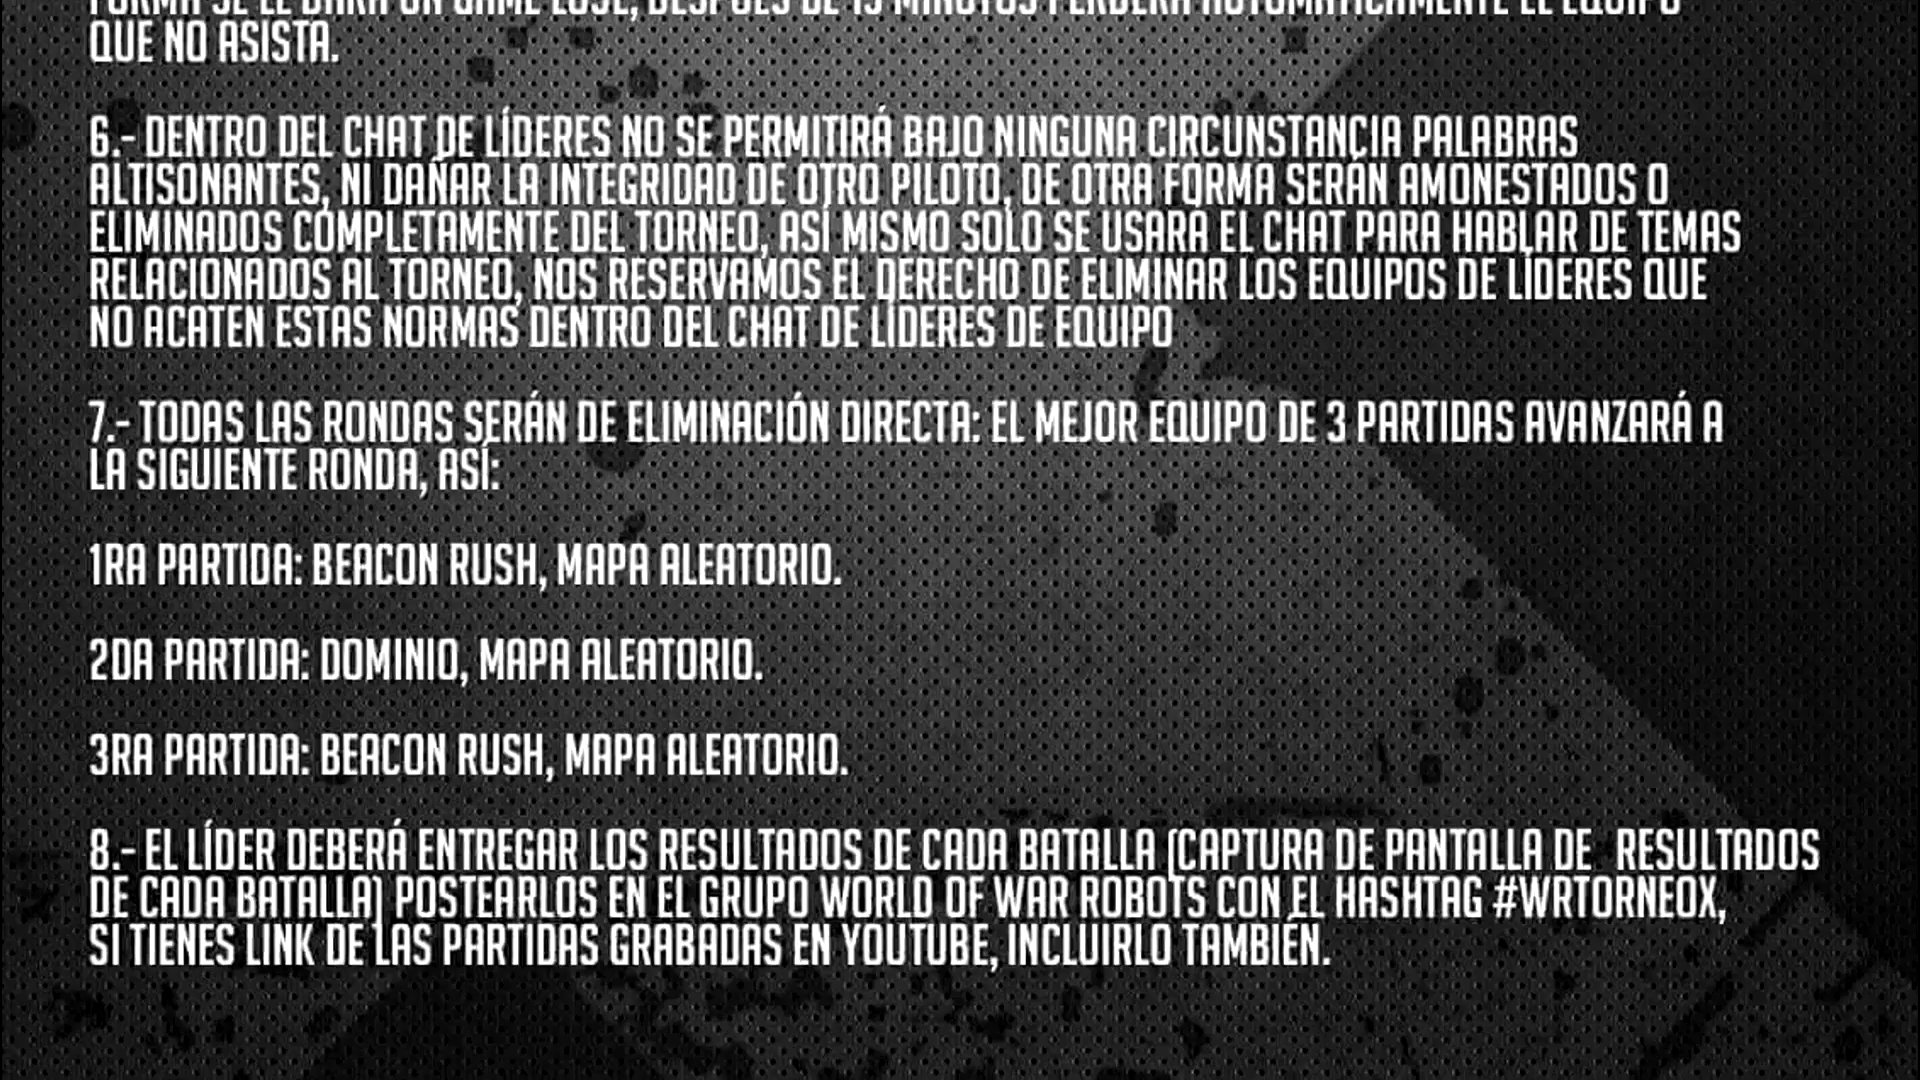 FORMA SE LE DARÁ UN GAME LOSE, DESPUÉS DE 15 MINUTOS PERDERÁ AUTOMÁTICAMENTE EL EQUIPO
QUE NO ASISTA.
6.- DENTRO DEL CHAT DE LÍDERES NO SE PERMITIRÁ BAJO NINGUNA CIRCUNSTANCIA PALABRAS
ALTISONANTES, NI DAÑAR LA INTEGRIDAD DE OTRO PILOTO, DE OTRA FORMA SERÁN AMONESTADOS O
ELIMINADOS COMPLETAMENTE DEL TORNEO, ASÍ MISMO SOLO SE USARÁ EL CHAT PARA HABLAR DE TEMAS
RELACIONADOS AL TORNEO, NOS RESERVAMOS EL DERECHO DE ELIMINAR LOS EQUIPOS DE LÍDERES QUE
NO ACATEN ESTAS NORMAS DENTRO DEL CHAT DE LÍDERES DE EQUIPO
7.- TODAS LAS RONDAS SERÁN DE ELIMINACIÓN DIRECTA: EL MEJOR EQUIPO DE 3 PARTIDAS AVANZARÁ A
LA SIGUIENTE RONDA, ASÍ:
1RA PARTIDA: BEACON RUSH, MAPA ALEATORIO.
2DA PARTIDA: DOMINIO, MAPA ALEATORIO.
3RA PARTIDA: BEACON RUSH, MAPA ALEATORIO.
8.- EL LÍDER DEBERÁ ENTREGAR LOS RESULTADOS DE CADA BATALLA (CAPTURA DE PANTALLA DE RESULTADOS
DE CADA BATALLA) POSTEARLOS EN EL GRUPO WORLD OF WAR ROBOTS CON EL HASHTAG #WRTORNEOX,
SI TIENES LINK DE LAS PARTIDAS GRABADAS EN YOUTUBE, INCLUIRLO TAMBIÉN.